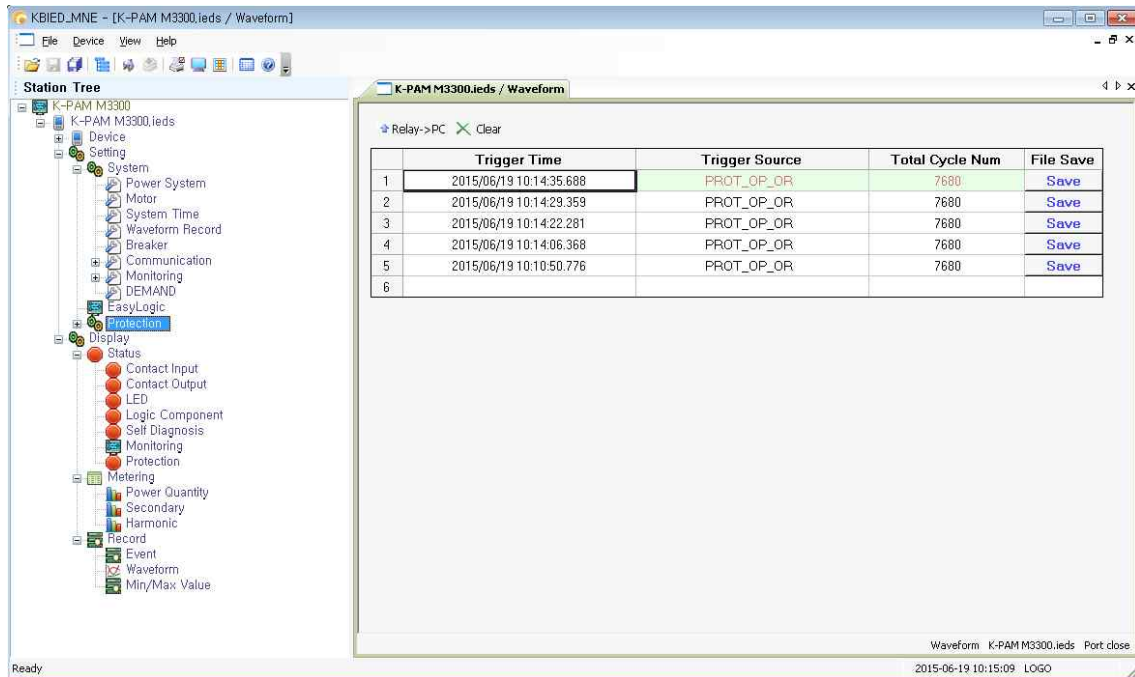 KBIED_MNE - [K-PAM M3300.ieds / Waveform]
File Device View Help
Station Tree
K-PAM M3300
K-PAM M3300.ieds
Device
Setting
System
Power System
Motor
System Time
Waveform Record
Breaker
Communication
Monitoring
DEMAND
EasyLogic
Protection
Display
Status
Contact Input
Contact Output
LED
Logic Component
Self Diagnosis
Monitoring
Protection
Metering
Power Quantity
Secondary
Harmonic
Record
Event
Waveform
Min/Max Value
K-PAM M3300.ieds / Waveform
Relay->PC Clear
Trigger Time Trigger Source Total Cycle Num File Save
1 2015/06/19 10:14:35.688 PROT_OP_OR 7680 Save
2 2015/06/19 10:14:29.359 PROT_OP_OR 7680 Save
3 2015/06/19 10:14:22.281 PROT_OP_OR 7680 Save
4 2015/06/19 10:14:06.368 PROT_OP_OR 7680 Save
5 2015/06/19 10:10:50.776 PROT_OP_OR 7680 Save
6
Waveform K-PAM M3300.ieds Port close
Ready 2015-06-19 10:15:09 LOGO